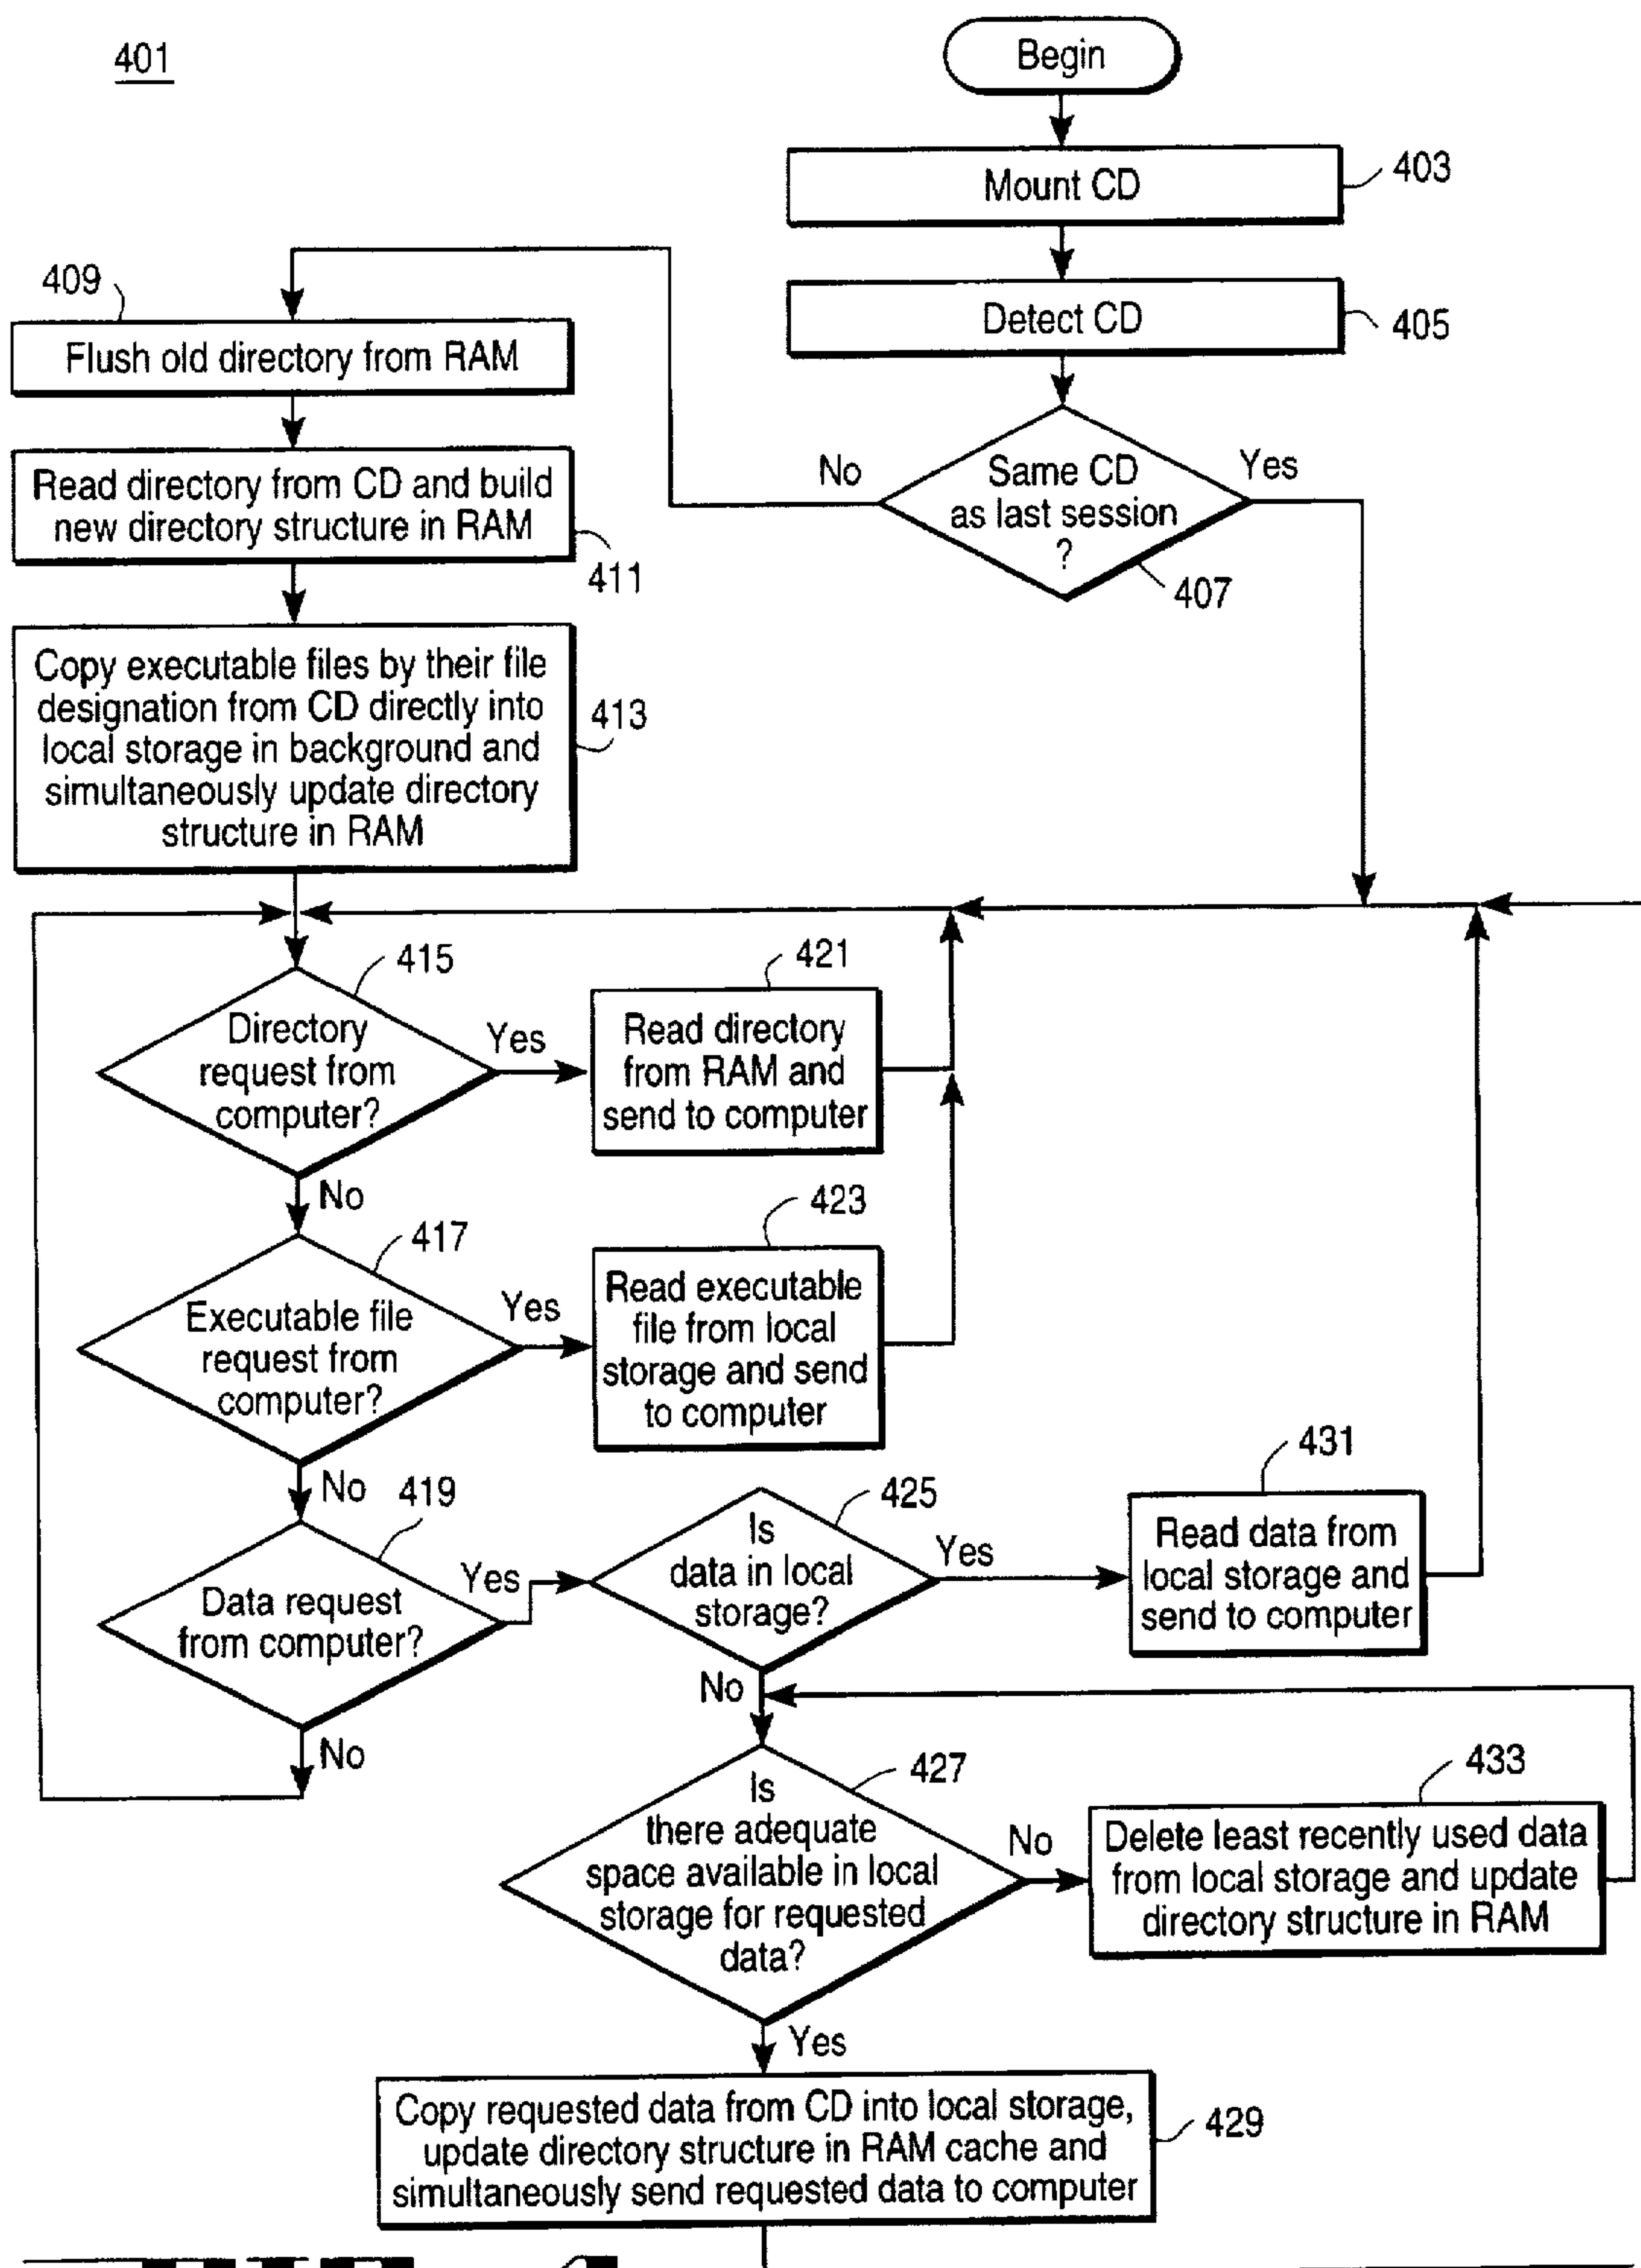 401
Begin
Mount CD
403
Detect CD
405
409
Flush old directory from RAM
Same CD
as last session
?
No
Yes
407
Read directory from CD and build
new directory structure in RAM
411
Copy executable files by their file
designation from CD directly into
local storage in background and
simultaneously update directory
structure in RAM
413
415
Directory
request from
computer?
Yes
No
421
Read directory
from RAM and
send to computer
417
Executable file
request from
computer?
Yes
No
423
Read executable
file from local
storage and send
to computer
419
Data request
from computer?
Yes
No
425
Is
data in local
storage?
Yes
No
431
Read data from
local storage and
send to computer
427
Is
there adequate
space available in local
storage for requested
data?
No
Yes
433
Delete least recently used data
from local storage and update
directory structure in RAM
Copy requested data from CD into local storage,
update directory structure in RAM cache and
simultaneously send requested data to computer
429